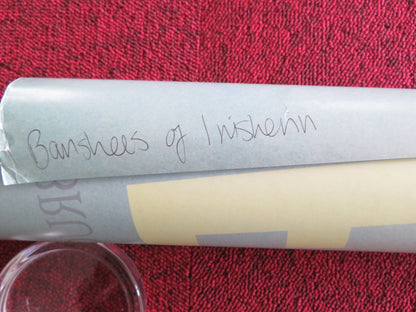 Banshees of Inisherin